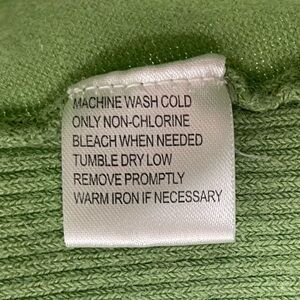 MACHINE WASH COLD
ONLY NON-CHLORINE
BLEACH WHEN NEEDED
TUMBLE DRY LOW
REMOVE PROMPTLY
WARM IRON IF NECESSARY